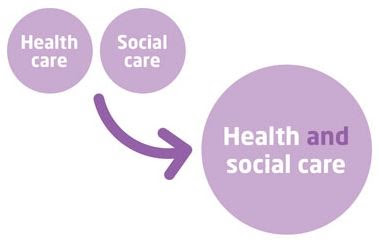 Health
care
Social
care
Health and
social care